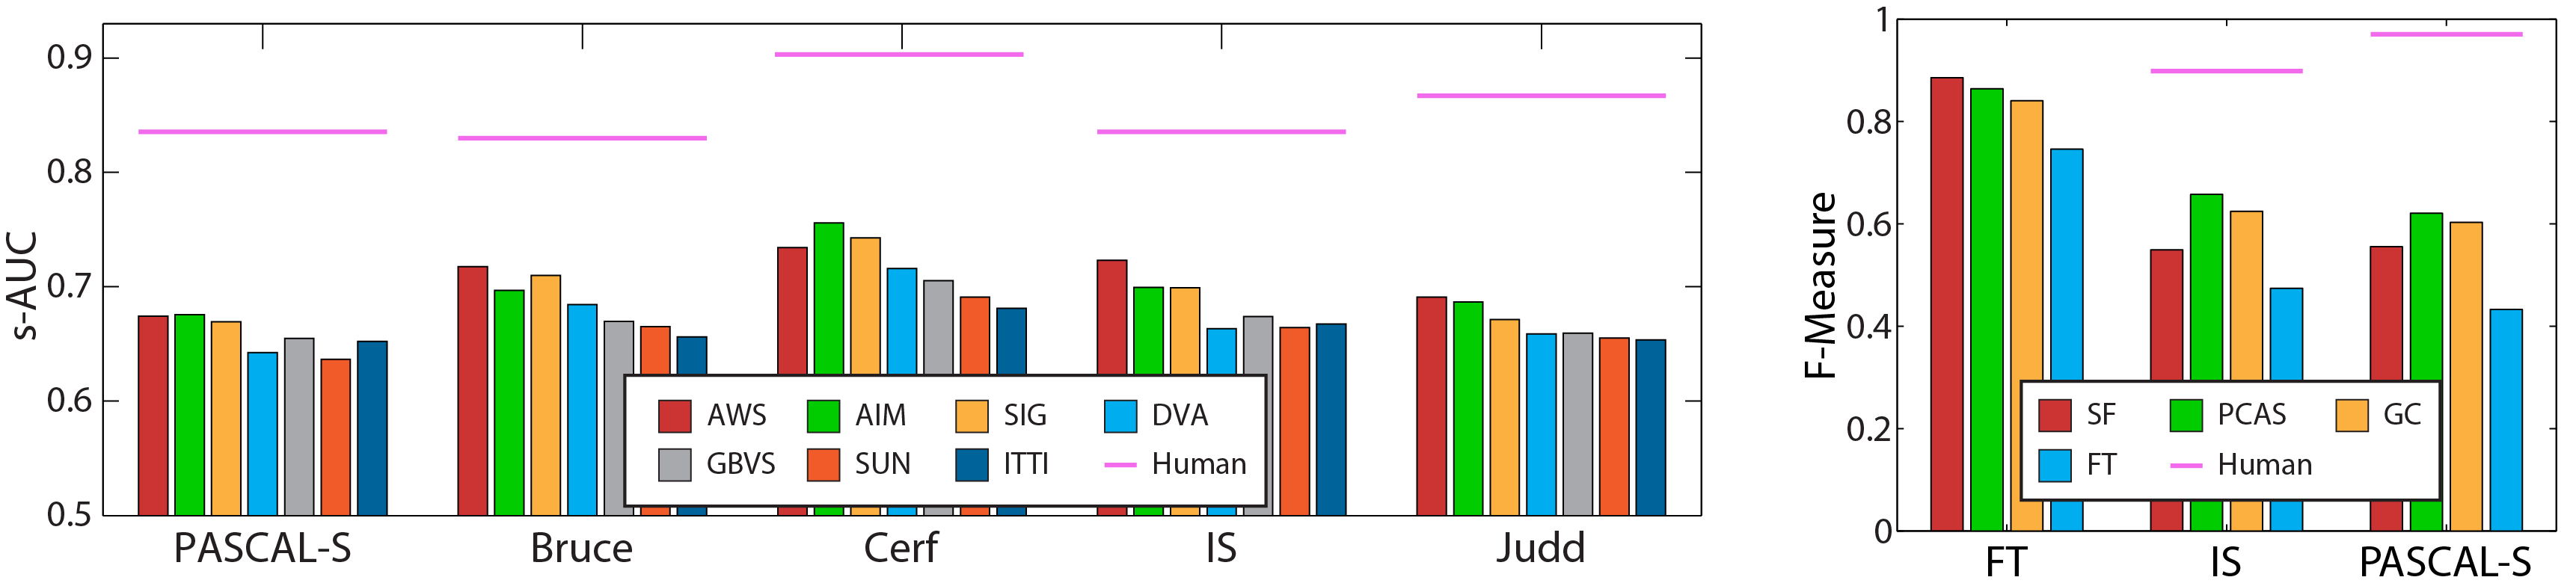 s-AUC
0.9
0.8
0.7
0.6
0.5
PASCAL-S Bruce Cerf IS Judd
AWS AIM SIG DVA
GBVS SUN ITTI Human
F-Measure
1
0.8
0.6
0.4
0.2
0
FT IS PASCAL-S
SF PCAS GC
FT Human